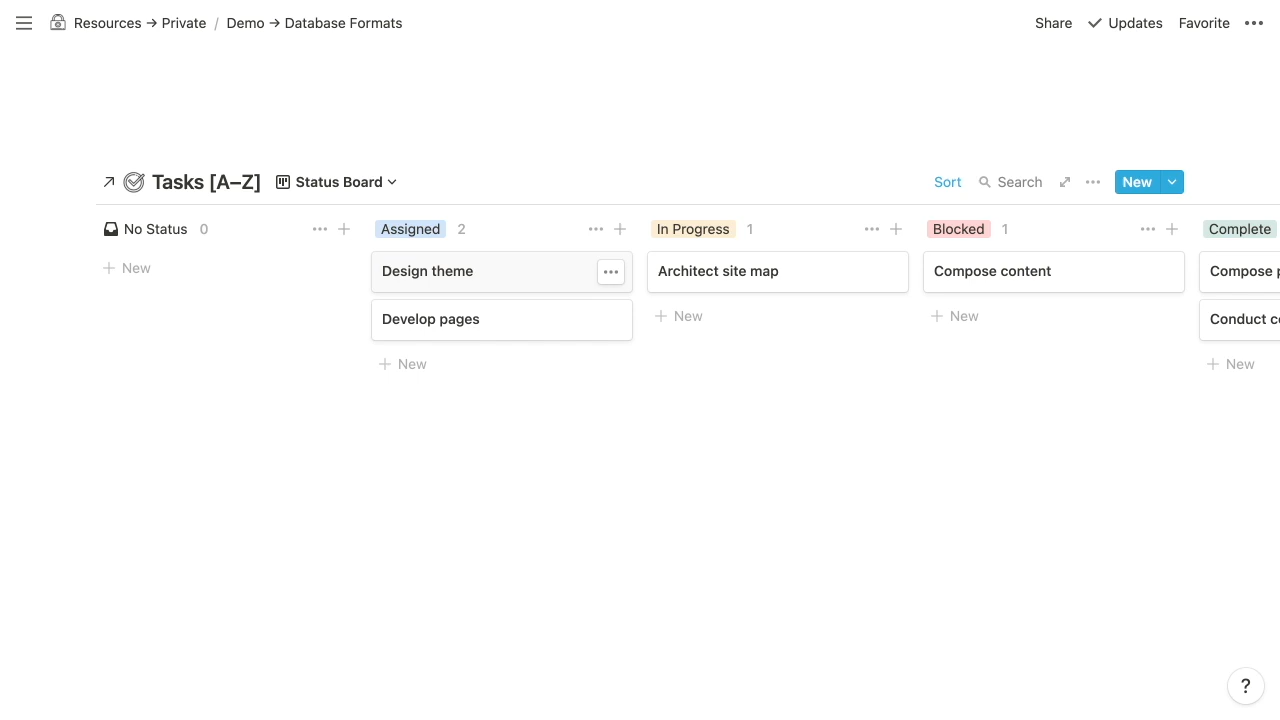 Resources → Private / Demo → Database Formats
Share
Updates
Favorite
Tasks [A–Z]
Status Board
Sort
Search
New
No Status 0
Assigned 2
In Progress 1
Blocked 1
Complete
New
Design theme
Develop pages
New
Architect site map
New
Compose content
New
Compose
Conduct
New
?